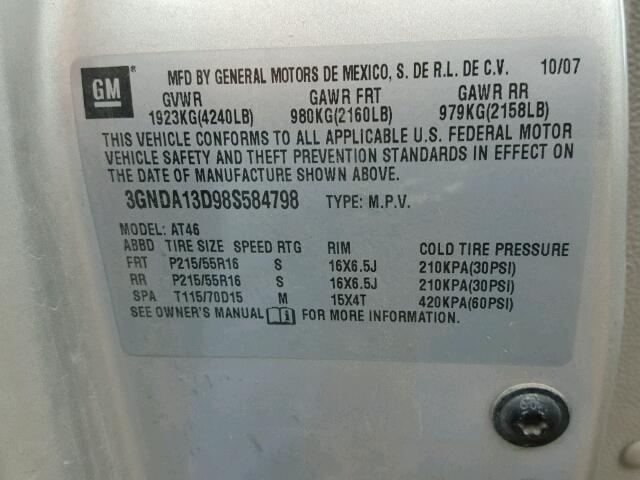 GM ® MFD BY GENERAL MOTORS DE MEXICO, S. DE R.L. DE C.V. 10/07
GVWR GAWR FRT GAWR RR
1923KG(4240LB) 980KG(2160LB) 979KG(2158LB)
THIS VEHICLE CONFORMS TO ALL APPLICABLE U.S. FEDERAL MOTOR
VEHICLE SAFETY AND THEFT PREVENTION STANDARDS IN EFFECT ON
THE DATE OF MANUFACTURE SHOWN ABOVE.
3GNDA13D98S584798 TYPE: M.P.V.
MODEL: AT46
ABBD TIRE SIZE SPEED RTG RIM COLD TIRE PRESSURE
FRT P215/55R16 S 16X6.5J 210KPA(30PSI)
RR P215/55R16 S 16X6.5J 210KPA(30PSI)
SPA T115/70D15 M 15X4T 420KPA(60PSI)
SEE OWNER'S MANUAL i FOR MORE INFORMATION.